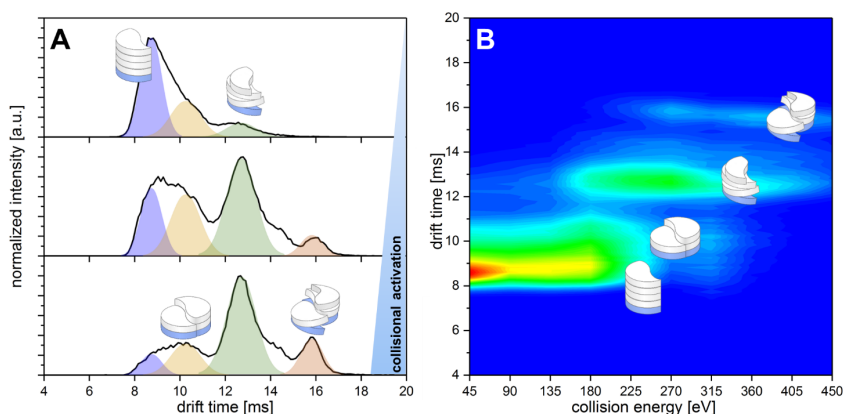 A
normalized intensity [a.u.]
collisional activation
4 6 8 10 12 14 16 18 20
drift time [ms]
B
drift time [ms]
20
18
16
14
12
10
8
6
4
45 90 135 180 225 270 315 360 405 450
collision energy [eV]